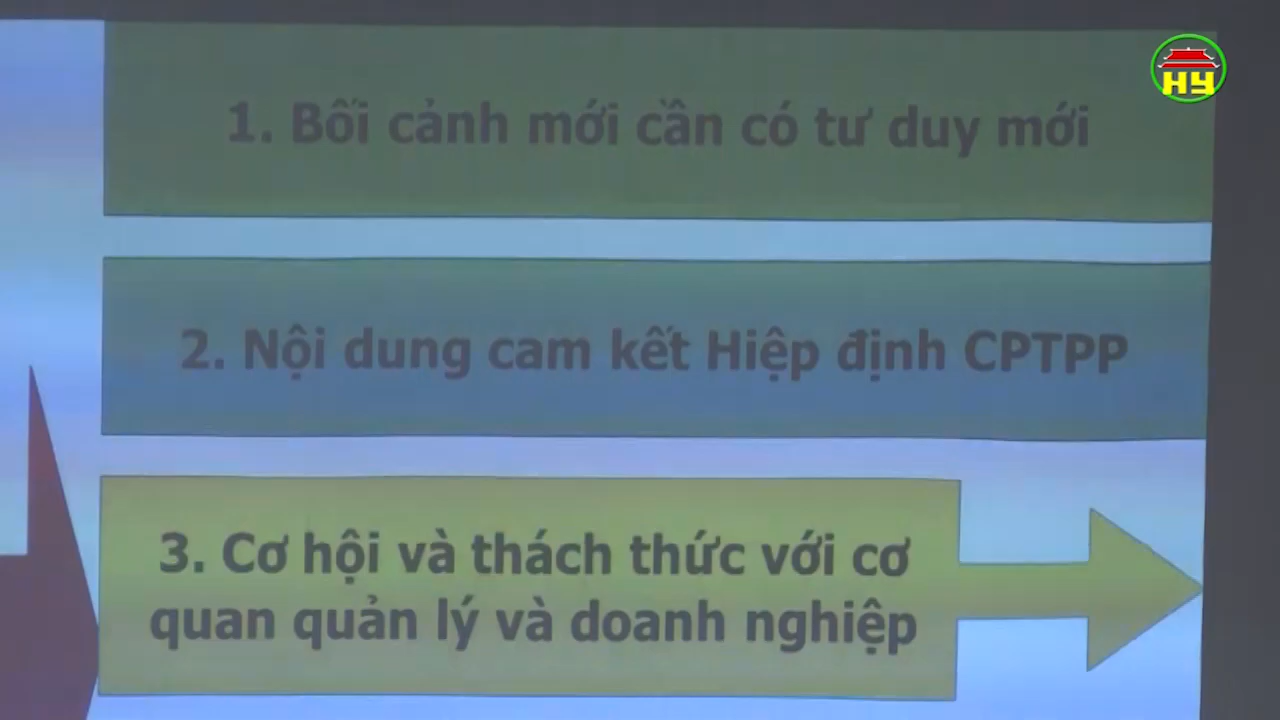 HY
1. Bối cảnh mới cần có tư duy mới
2. Nội dung cam kết Hiệp định CPTPP
3. Cơ hội và thách thức với cơ
quan quản lý và doanh nghiệp